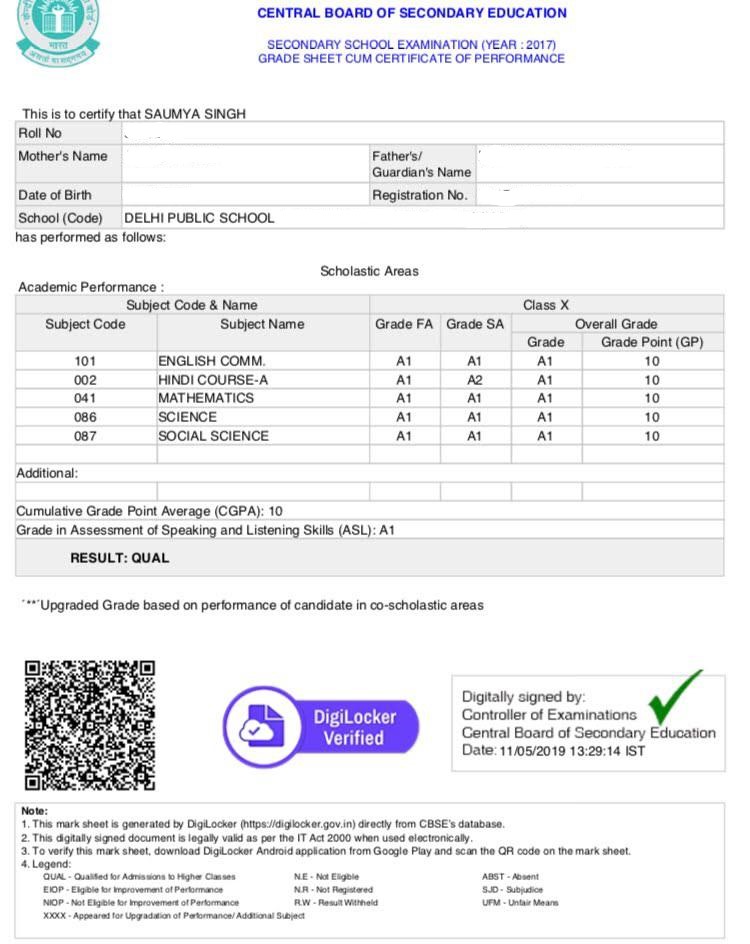 भारत
असतो मा सद्गमय
CENTRAL BOARD OF SECONDARY EDUCATION
SECONDARY SCHOOL EXAMINATION (YEAR : 2017)
GRADE SHEET CUM CERTIFICATE OF PERFORMANCE
This is to certify that SAUMYA SINGH
Roll No
Mother's Name Father's/ Guardian's Name
Date of Birth Registration No.
School (Code) DELHI PUBLIC SCHOOL
has performed as follows:
Scholastic Areas
Academic Performance :
Subject Code & Name Class X
Subject Code Subject Name Grade FA Grade SA Overall Grade
Grade Grade Point (GP)
101 ENGLISH COMM. A1 A1 A1 10
002 HINDI COURSE-A A1 A2 A1 10
041 MATHEMATICS A1 A1 A1 10
086 SCIENCE A1 A1 A1 10
087 SOCIAL SCIENCE A1 A1 A1 10
Additional:
Cumulative Grade Point Average (CGPA): 10
Grade in Assessment of Speaking and Listening Skills (ASL): A1
RESULT: QUAL
'**'Upgraded Grade based on performance of candidate in co-scholastic areas
DigiLocker
Verified
Digitally signed by:
Controller of Examinations
Central Board of Secondary Education
Date: 11/05/2019 13:29:14 IST
Note:
1. This mark sheet is generated by DigiLocker (https://digilocker.gov.in) directly from CBSE's database.
2. This digitally signed document is legally valid as per the IT Act 2000 when used electronically.
3. To verify this mark sheet, download DigiLocker Android application from Google Play and scan the QR code on the mark sheet.
4. Legend:
QUAL - Qualified for Admissions to Higher Classes N.E - Not Eligible ABST - Absent
EIOP - Eligible for Improvement of Performance N.R - Not Registered SJD - Subjudice
NIOP - Not Eligible for Improvement of Performance R.W - Result Withheld UFM - Unfair Means
XXXX - Appeared for Upgradation of Performance/ Additional Subject